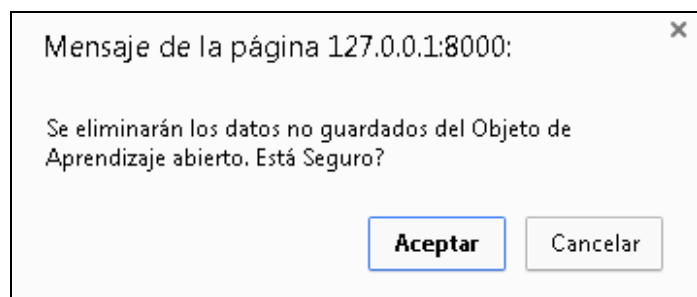 Mensaje de la página 127.0.0.1:8000:
Se eliminarán los datos no guardados del Objeto de
Aprendizaje abierto. Está Seguro?
Aceptar
Cancelar